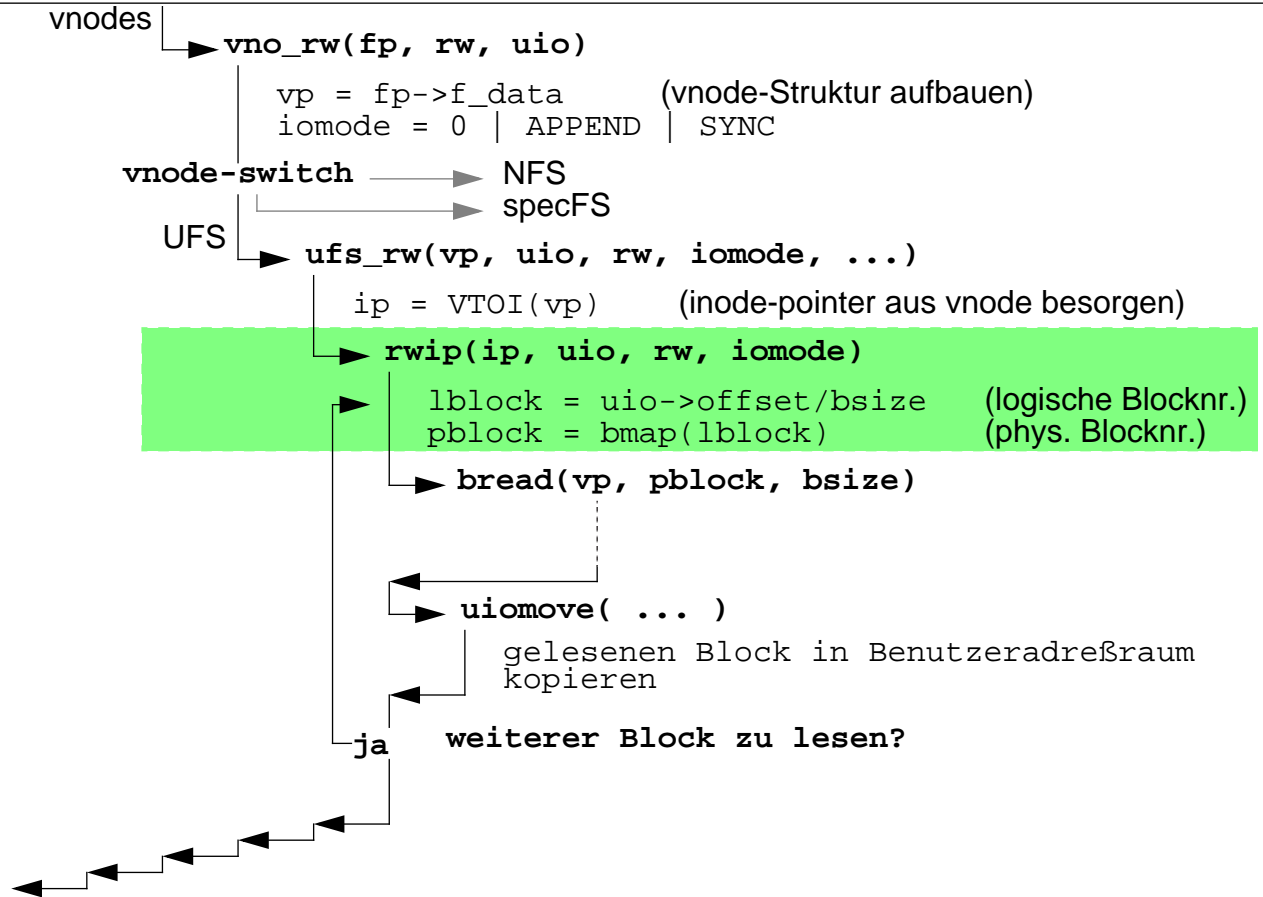 vnodes
vno_rw(fp, rw, uio)
vp = fp->f_data (vnode-Struktur aufbauen)
iomode = 0 | APPEND | SYNC
vnode-switch NFS
specFS
UFS
ufs_rw(vp, uio, rw, iomode, ...)
ip = VTOI(vp) (inode-pointer aus vnode besorgen)
rwip(ip, uio, rw, iomode)
lblock = uio->offset/bsize (logische Blocknr.)
pblock = bmap(lblock) (phys. Blocknr.)
bread(vp, pblock, bsize)
uiomove( ... )
gelesenen Block in Benutzeradreßraum
kopieren
ja weiterer Block zu lesen?